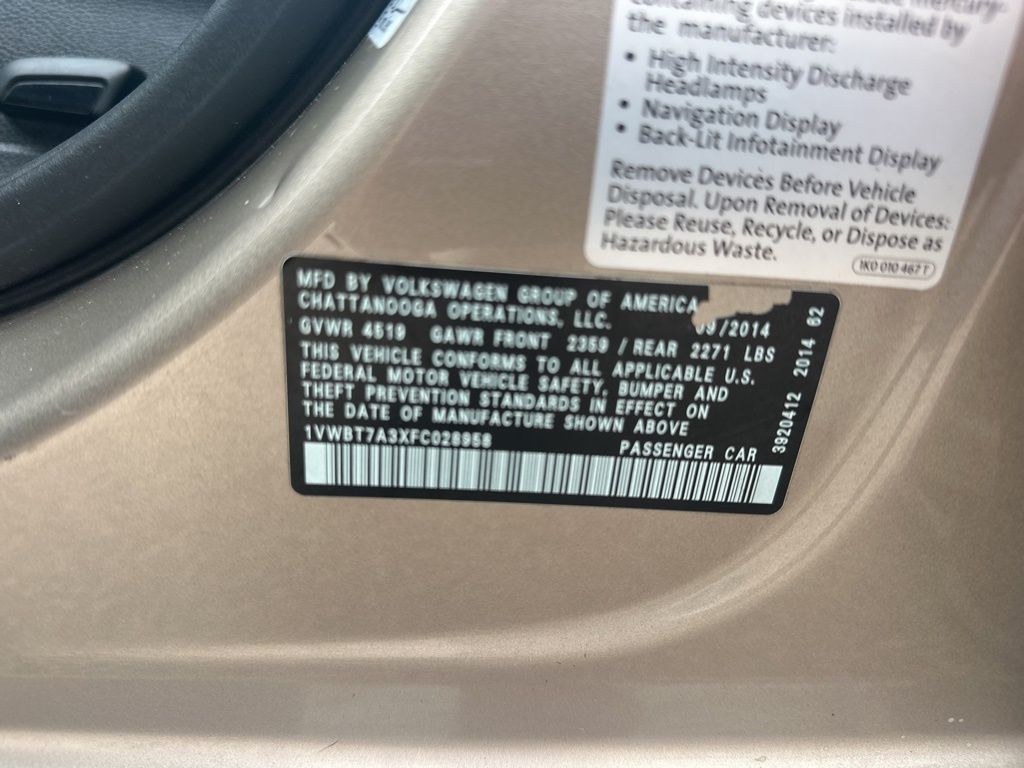 containing devices installed by
the manufacturer:
• High Intensity Discharge
Headlamps
• Navigation Display
• Back-Lit Infotainment Display
Remove Devices Before Vehicle
Disposal. Upon Removal of Devices:
Please Reuse, Recycle, or Dispose as
Hazardous Waste.
1K0 010 467 T
MFD BY VOLKSWAGEN GROUP OF AMERICA
CHATTANOOGA OPERATIONS, LLC. 09/2014
GVWR 4519 GAWR FRONT 2359 / REAR 2271 LBS
THIS VEHICLE CONFORMS TO ALL APPLICABLE U.S.
FEDERAL MOTOR VEHICLE SAFETY, BUMPER AND
THEFT PREVENTION STANDARDS IN EFFECT ON
THE DATE OF MANUFACTURE SHOWN ABOVE
1VWBT7A3XFC028958 PASSENGER CAR
3920412 2014 62